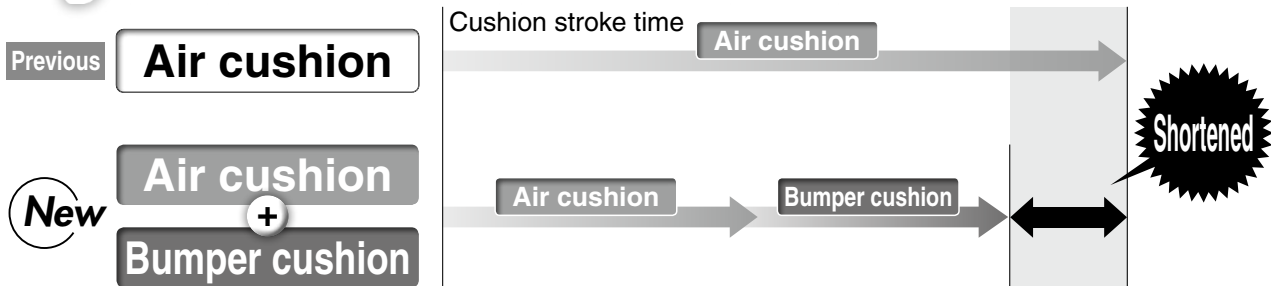 Cushion stroke time
Previous
Air cushion
Air cushion
Shortened
New
Air cushion
+
Bumper cushion
Air cushion
Bumper cushion